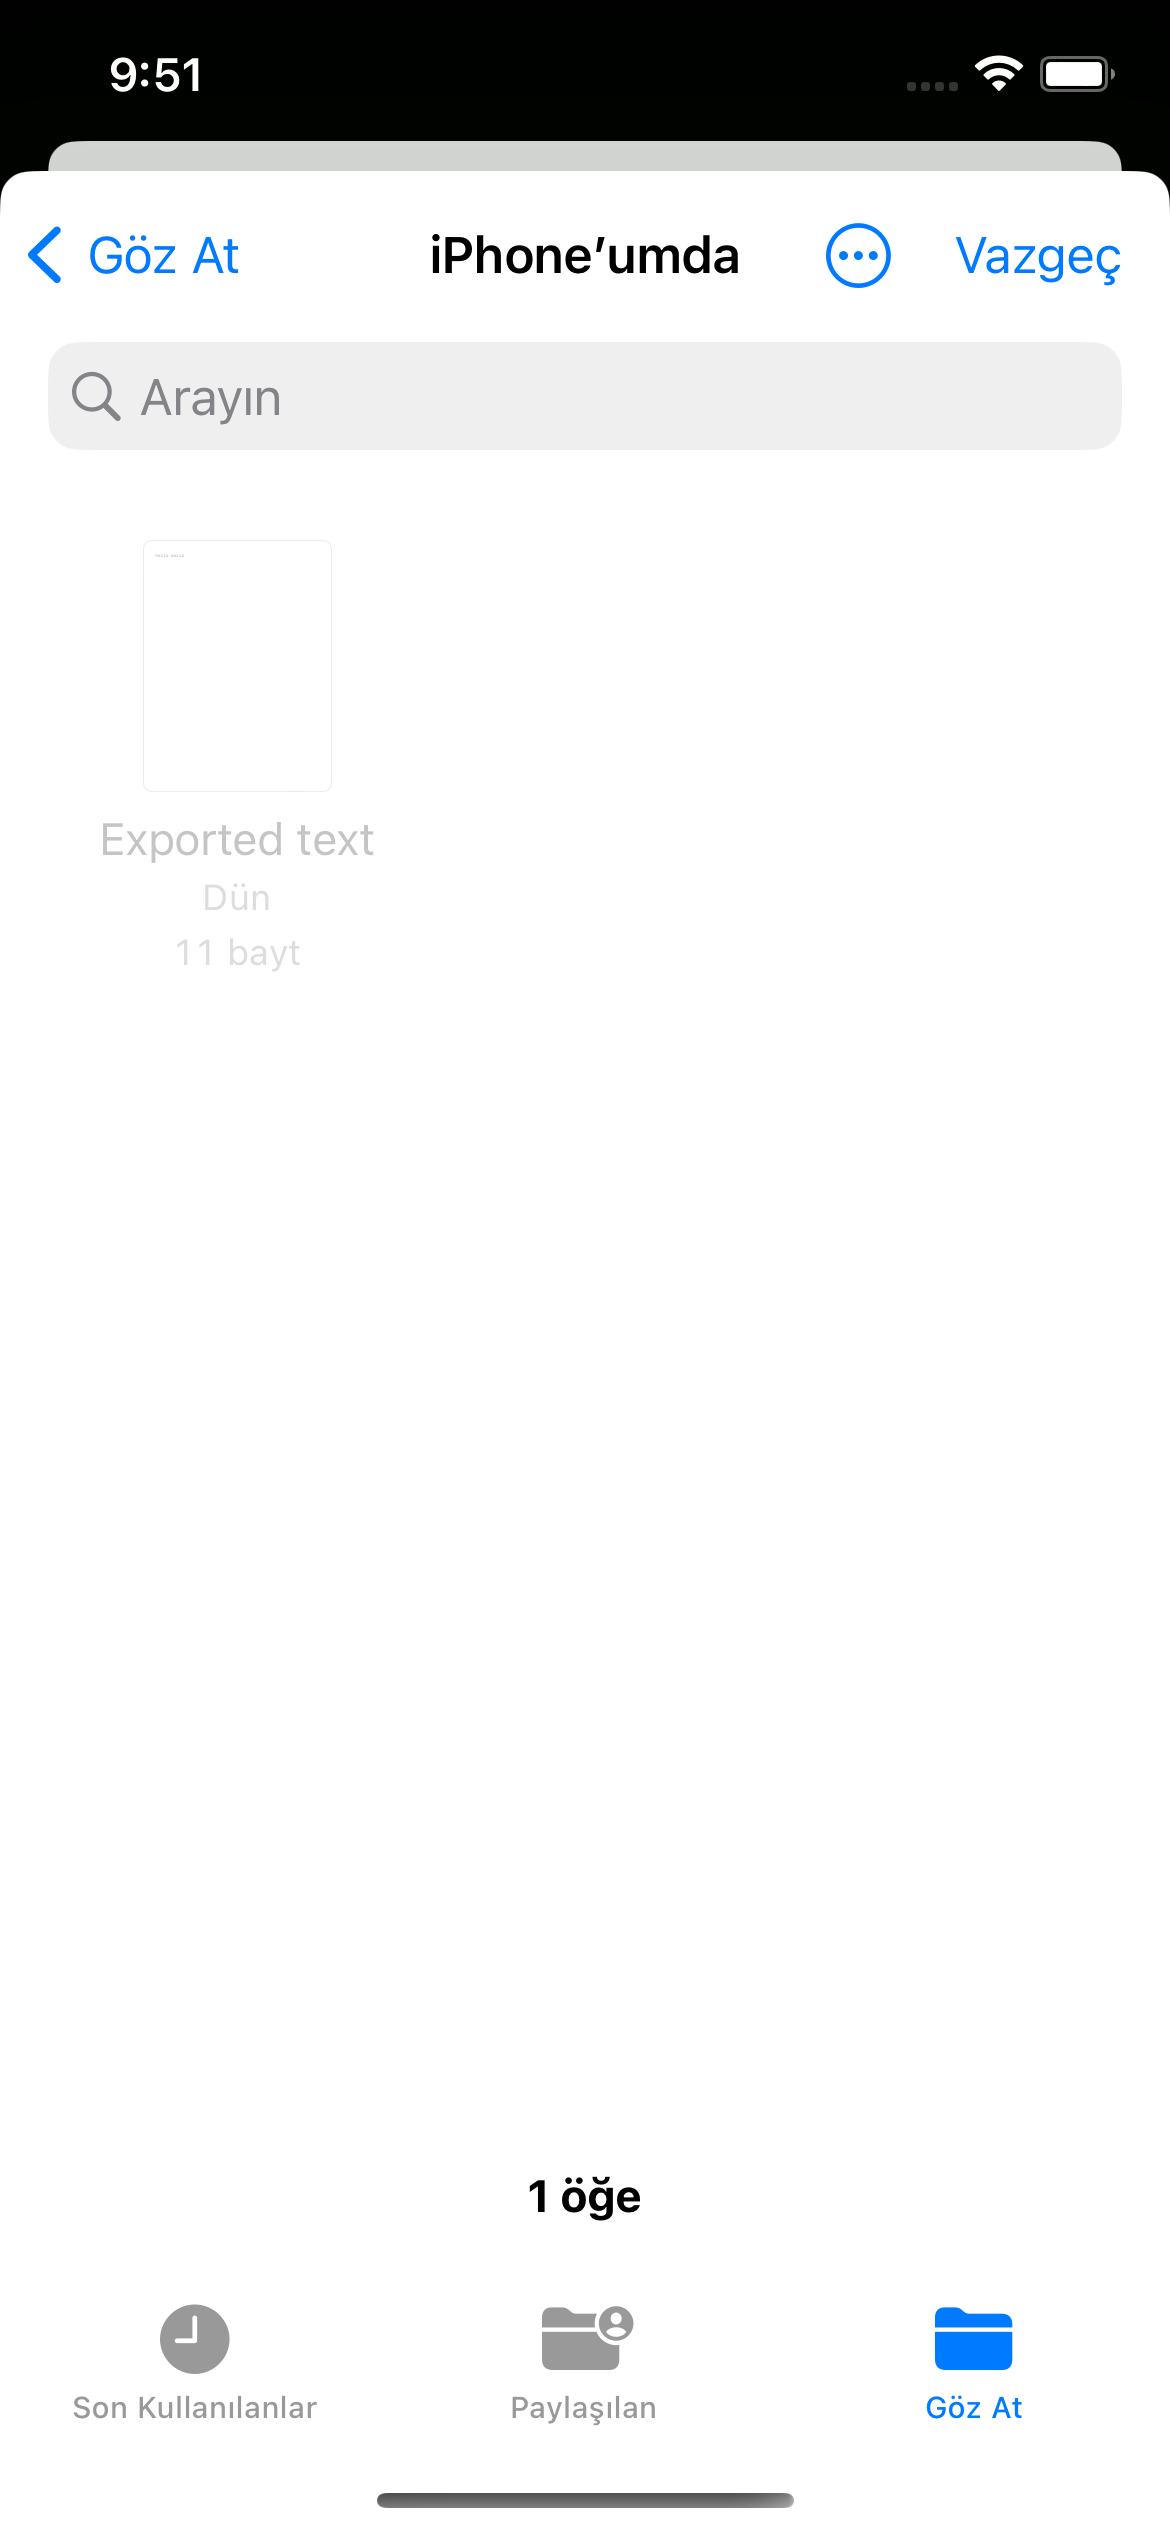 9:51
Göz At
iPhone’umda
Vazgeç
Arayın
Exported text
Dün
11 bayt
1 öğe
Son Kullanılanlar
Paylaşılan
Göz At